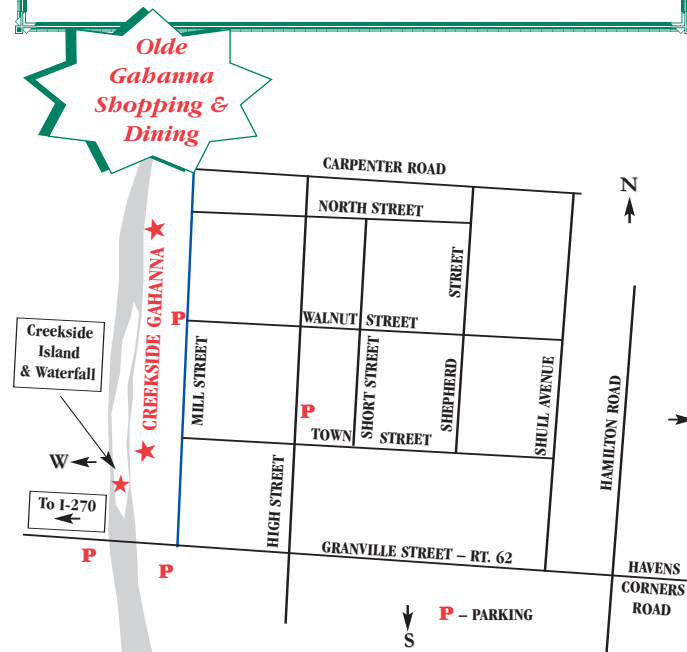 Olde
Gahanna
Shopping &
Dining
CARPENTER ROAD
N
NORTH STREET
STREET
CREEKSIDE GAHANNA
P
WALNUT STREET
Creekside
Island
& Waterfall
MILL STREET
SHORT STREET
SHEPHERD
SHULL AVENUE
HAMILTON ROAD
P
TOWN STREET
W
To I-270
HIGH STREET
GRANVILLE STREET – RT. 62
P
P
HAVENS
CORNERS
ROAD
P – PARKING
S